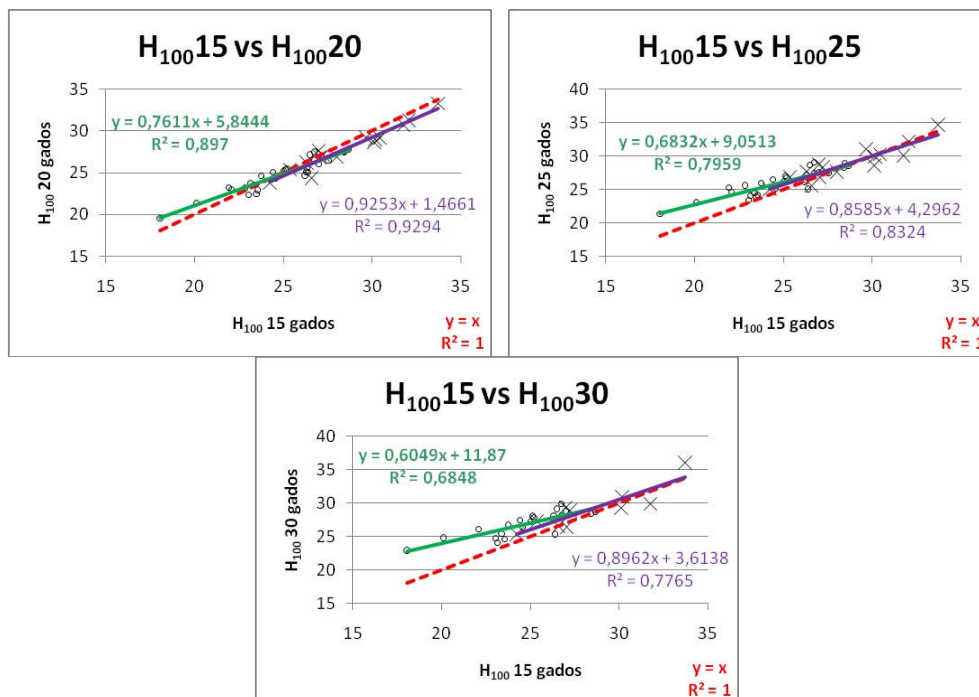 H₁₀₀15 vs H₁₀₀20
35
30
25
20
15
15
20
25
30
35
H₁₀₀ 20 gados
H₁₀₀ 15 gados
y = 0,7611x + 5,8444
R² = 0,897
y = 0,9253x + 1,4661
R² = 0,9294
y = x
R² = 1
H₁₀₀15 vs H₁₀₀25
40
35
30
25
20
15
15
20
25
30
35
H₁₀₀ 25 gados
H₁₀₀ 15 gados
y = 0,6832x + 9,0513
R² = 0,7959
y = 0,8585x + 4,2962
R² = 0,8324
y = x
R² = 1
H₁₀₀15 vs H₁₀₀30
40
35
30
25
20
15
15
20
25
30
35
H₁₀₀ 30 gados
H₁₀₀ 15 gados
y = 0,6049x + 11,87
R² = 0,6848
y = 0,8962x + 3,6138
R² = 0,7765
y = x
R² = 1